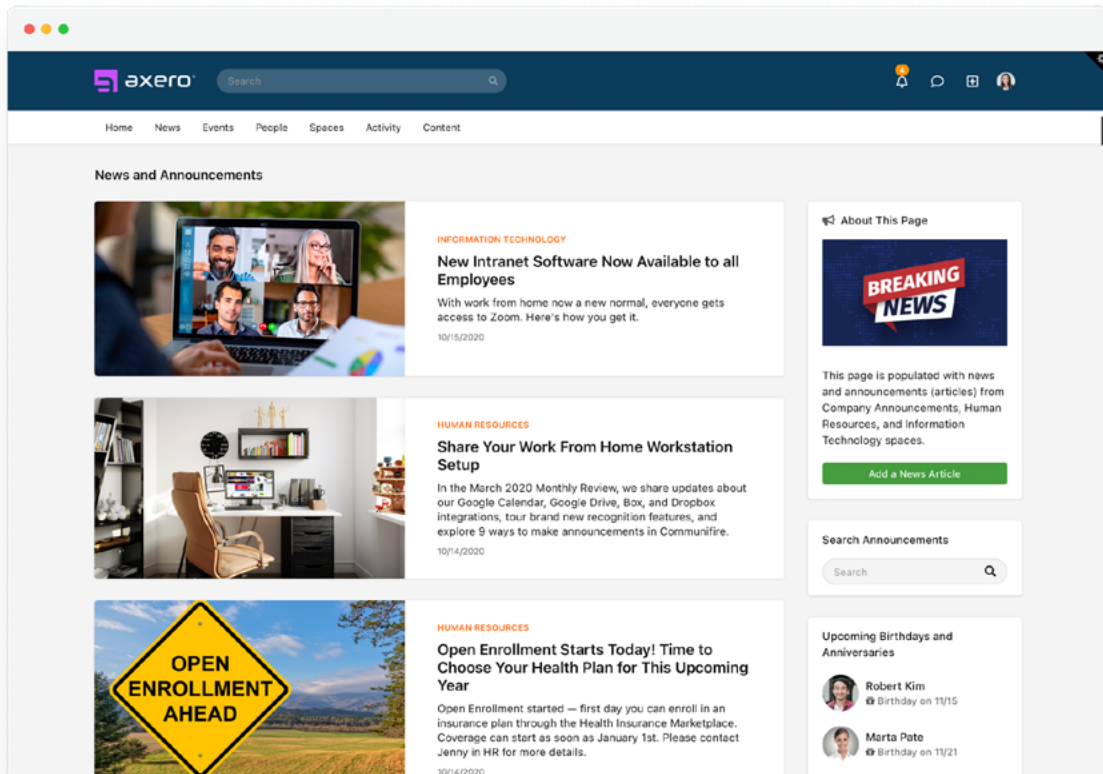 axero
Search
4
Home News Events People Spaces Activity Content
News and Announcements
INFORMATION TECHNOLOGY
New Intranet Software Now Available to all
Employees
With work from home now a new normal, everyone gets
access to Zoom. Here's how you get it.
10/15/2020
HUMAN RESOURCES
Share Your Work From Home Workstation
Setup
In the March 2020 Monthly Review, we share updates about
our Google Calendar, Google Drive, Box, and Dropbox
integrations, tour brand new recognition features, and
explore 9 ways to make announcements in Communifire.
10/14/2020
OPEN
ENROLLMENT
AHEAD
HUMAN RESOURCES
Open Enrollment Starts Today! Time to
Choose Your Health Plan for This Upcoming
Year
Open Enrollment started — first day you can enroll in an
insurance plan through the Health Insurance Marketplace.
Coverage can start as soon as January 1st. Please contact
Jenny in HR for more details.
10/14/2020
About This Page
BREAKING
NEWS
This page is populated with news
and announcements (articles) from
Company Announcements, Human
Resources, and Information
Technology spaces.
Add a News Article
Search Announcements
Search
Upcoming Birthdays and
Anniversaries
Robert Kim
Birthday on 11/15
Marta Pate
Birthday on 11/21